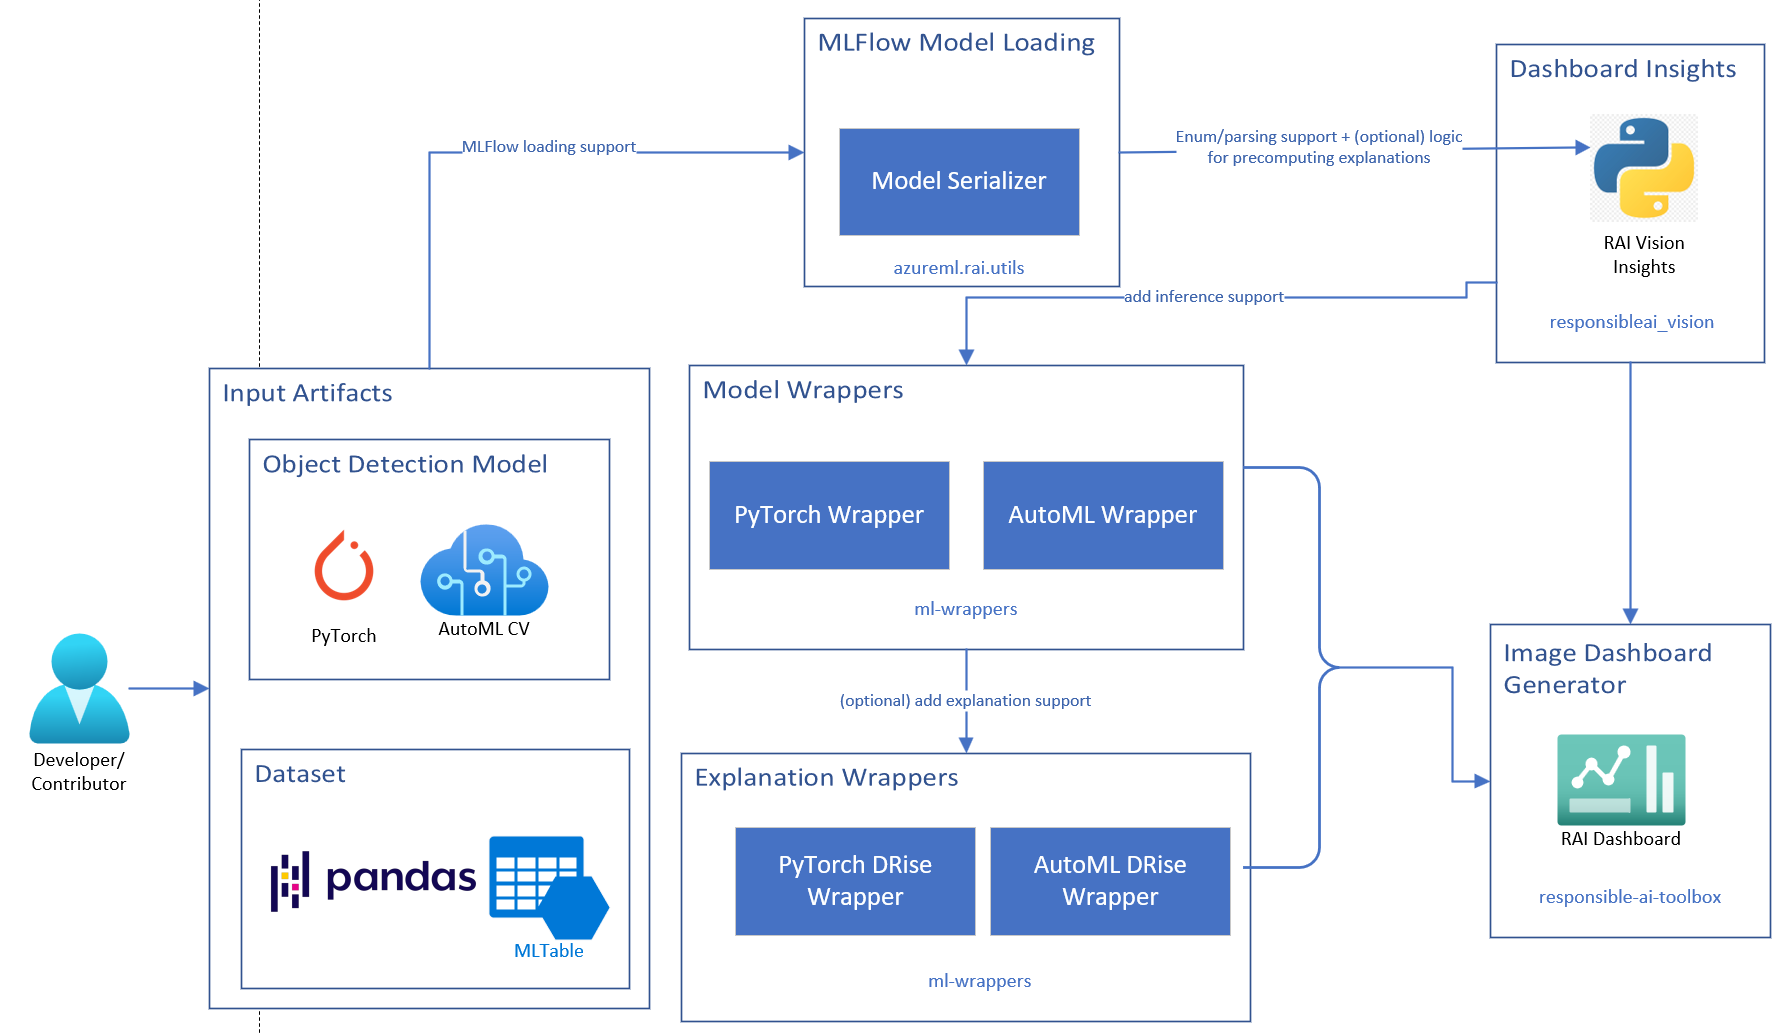 MLFlow Model Loading
Model Serializer
azureml.rai.utils
MLFlow loading support
Enum/parsing support + (optional) logic
for precomputing explanations
Dashboard Insights
RAI Vision
Insights
responsibleai_vision
add inference support
Input Artifacts
Object Detection Model
PyTorch
AutoML CV
Developer/
Contributor
Dataset
pandas
MLTable
Model Wrappers
PyTorch Wrapper
AutoML Wrapper
ml-wrappers
(optional) add explanation support
Explanation Wrappers
PyTorch DRise
Wrapper
AutoML DRise
Wrapper
ml-wrappers
Image Dashboard
Generator
RAI Dashboard
responsible-ai-toolbox